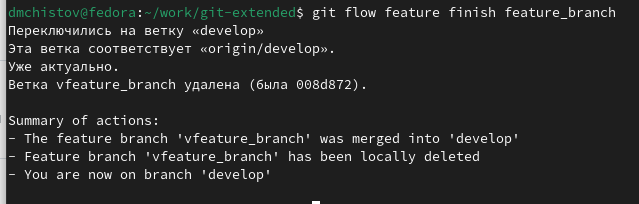 dmchistov@fedora:~/work/git-extended$ git flow feature finish feature_branch
Переключились на ветку «develop»
Эта ветка соответствует «origin/develop».
Уже актуально.
Ветка vfeature_branch удалена (была 008d872).
Summary of actions:
- The feature branch 'vfeature_branch' was merged into 'develop'
- Feature branch 'vfeature_branch' has been locally deleted
- You are now on branch 'develop'